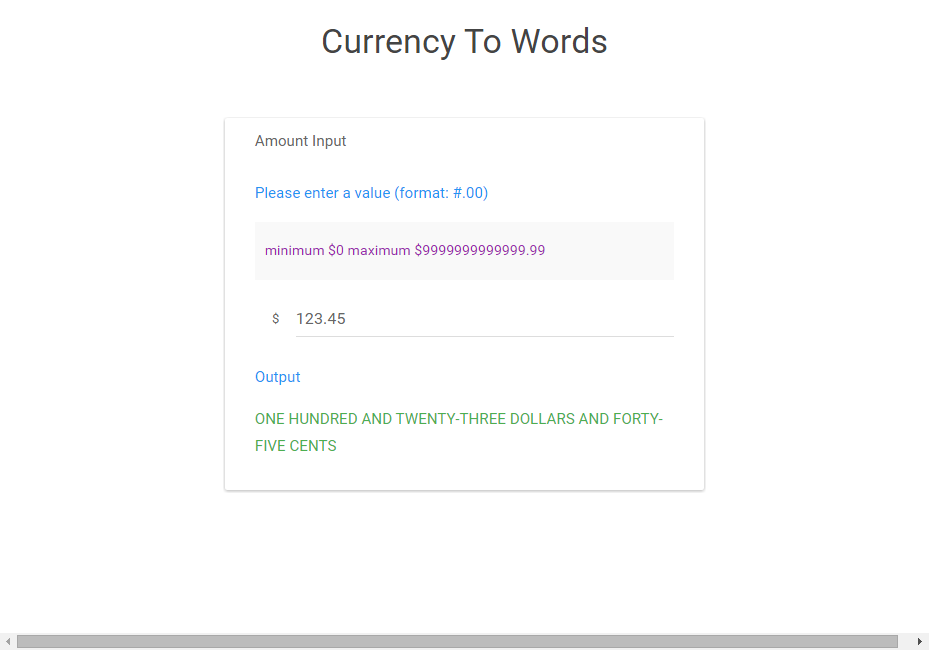 Currency To Words
Amount Input
Please enter a value (format: #.00)
minimum $0 maximum $9999999999999.99
$ 123.45
Output
ONE HUNDRED AND TWENTY-THREE DOLLARS AND FORTY-
FIVE CENTS